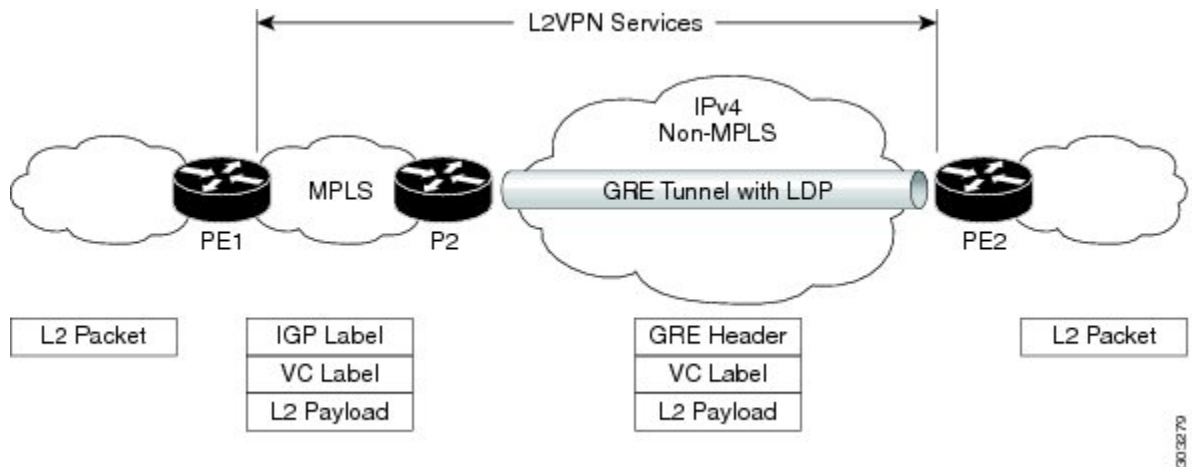 L2VPN Services
IPv4
Non-MPLS
MPLS
GRE Tunnel with LDP
PE1
P2
PE2
L2 Packet
IGP Label
VC Label
L2 Payload
GRE Header
VC Label
L2 Payload
L2 Packet
303279